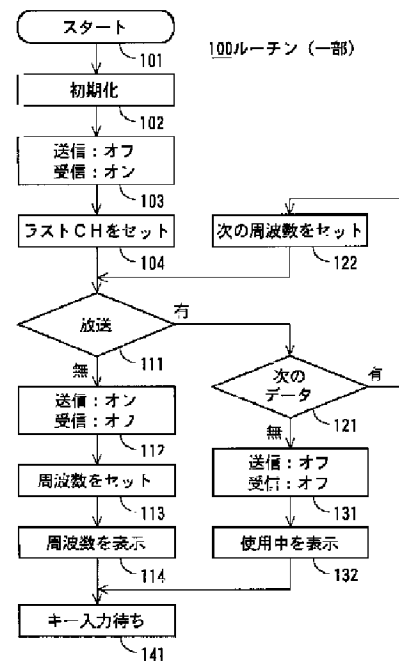 スタート
101
100ルーチン（一部）
初期化
102
送信：オフ
受信：オン
103
ラストＣＨをセット
104
次の周波数をセット
122
放送
有
111
無
次の
データ
有
121
無
送信：オン
受信：オフ
112
送信：オフ
受信：オフ
131
周波数をセット
113
周波数を表示
114
使用中を表示
132
キー入力待ち
141